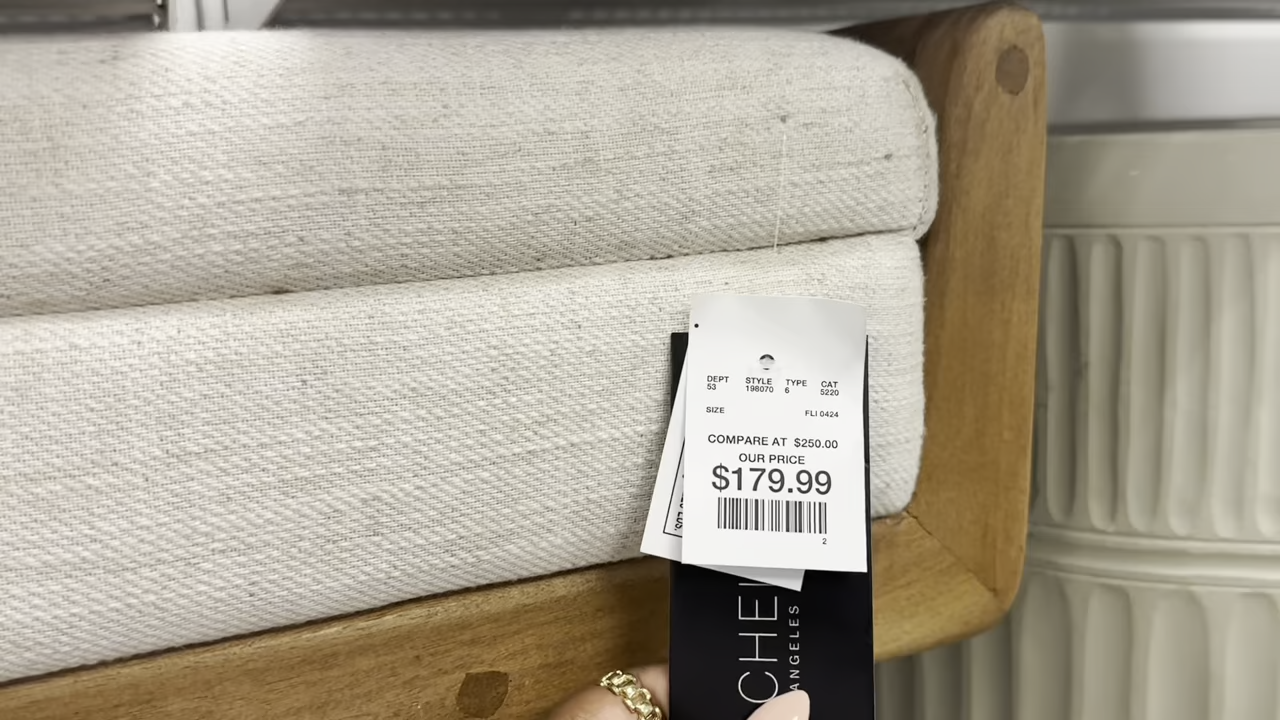 DEPT STYLE TYPE CAT
53 198070 6 5220
SIZE FLI 0424
COMPARE AT $250.00
OUR PRICE
$179.99
2
ANGELES